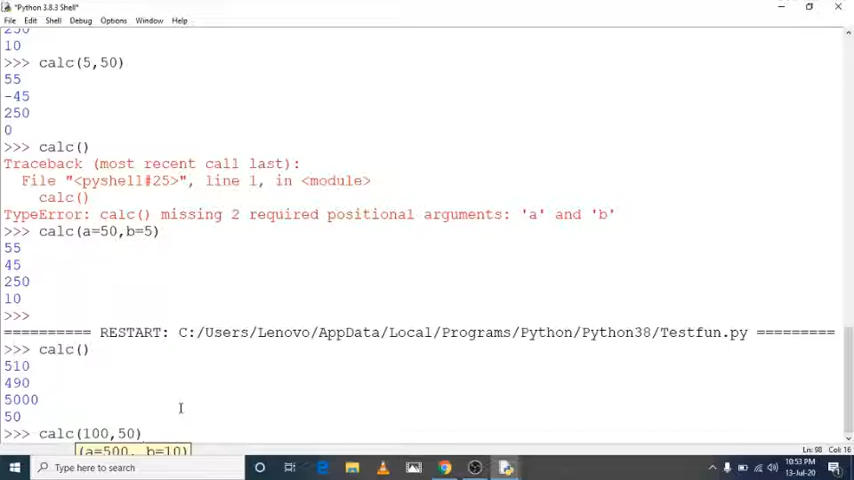 *Python 3.8.3 Shell*
File Edit Shell Debug Options Window Help
250
10
>>> calc(5,50)
55
-45
250
0
>>> calc()
Traceback (most recent call last):
File "<pyshell#25>", line 1, in <module>
calc()
TypeError: calc() missing 2 required positional arguments: 'a' and 'b'
>>> calc(a=50,b=5)
55
45
250
10
>>>
========== RESTART: C:/Users/Lenovo/AppData/Local/Programs/Python/Python38/Testfun.py =========
>>> calc()
510
490
5000
50
>>> calc(100,50)
(a=500, b=10)
Ln: 98 Col: 16
Type here to search
10:53 PM
13-Jul-20